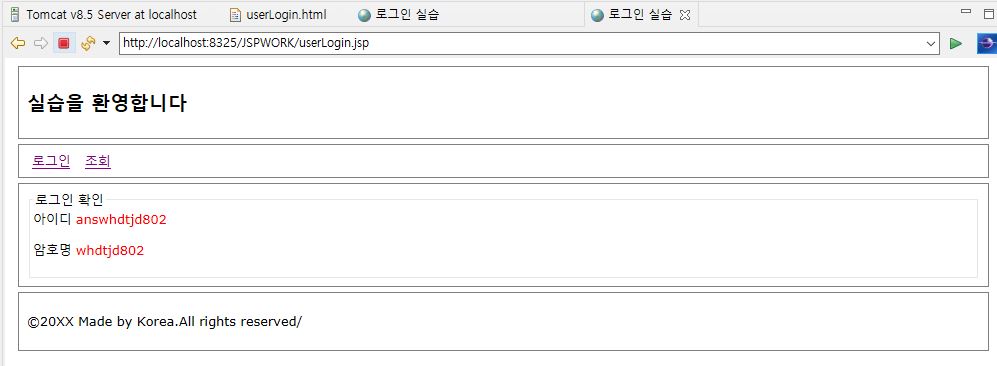 Tomcat v8.5 Server at localhost userLogin.html 로그인 실습 로그인 실습
http://localhost:8325/JSPWORK/userLogin.jsp
실습을 환영합니다
로그인 조회
로그인 확인
아이디 answhdtjd802
암호명 whdtjd802
©20XX Made by Korea.All rights reserved/